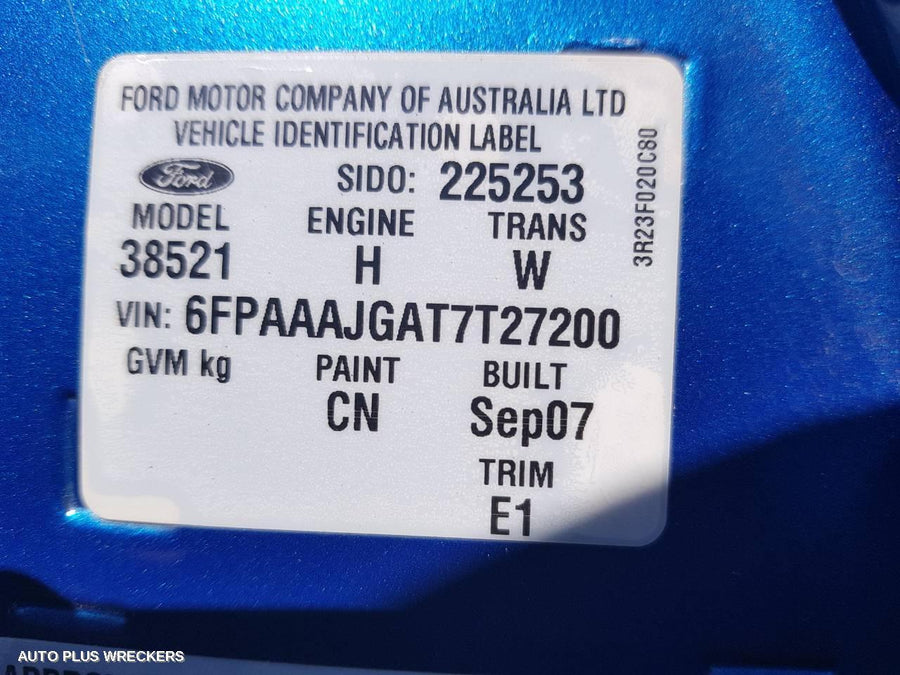 FORD MOTOR COMPANY OF AUSTRALIA LTD
VEHICLE IDENTIFICATION LABEL
Ford SIDO: 225253
MODEL ENGINE TRANS
38521 H W
VIN: 6FPAAAJGAT7T27200
GVM kg PAINT BUILT
CN Sep07
TRIM
E1
3R23F020C80
AUTO PLUS WRECKERS